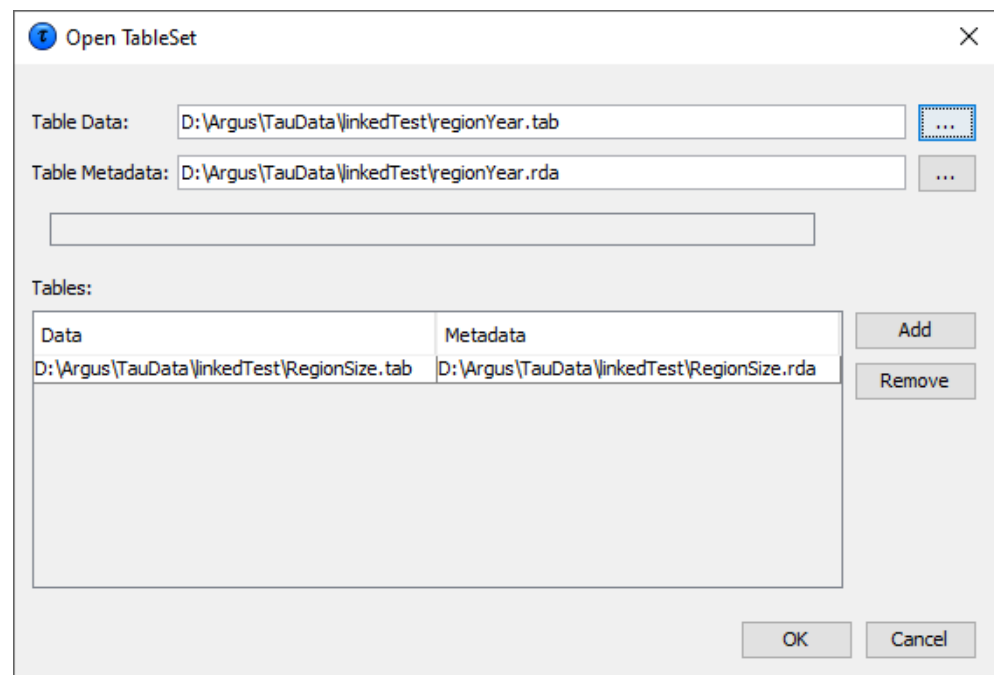 τ Open TableSet
Table Data: D:\Argus\TauData\linkedTest\regionYear.tab ...
Table Metadata: D:\Argus\TauData\linkedTest\regionYear.rda ...
Tables:
Data Metadata Add
D:\Argus\TauData\linkedTest\RegionSize.tab D:\Argus\TauData\linkedTest\RegionSize.rda
Remove
OK Cancel